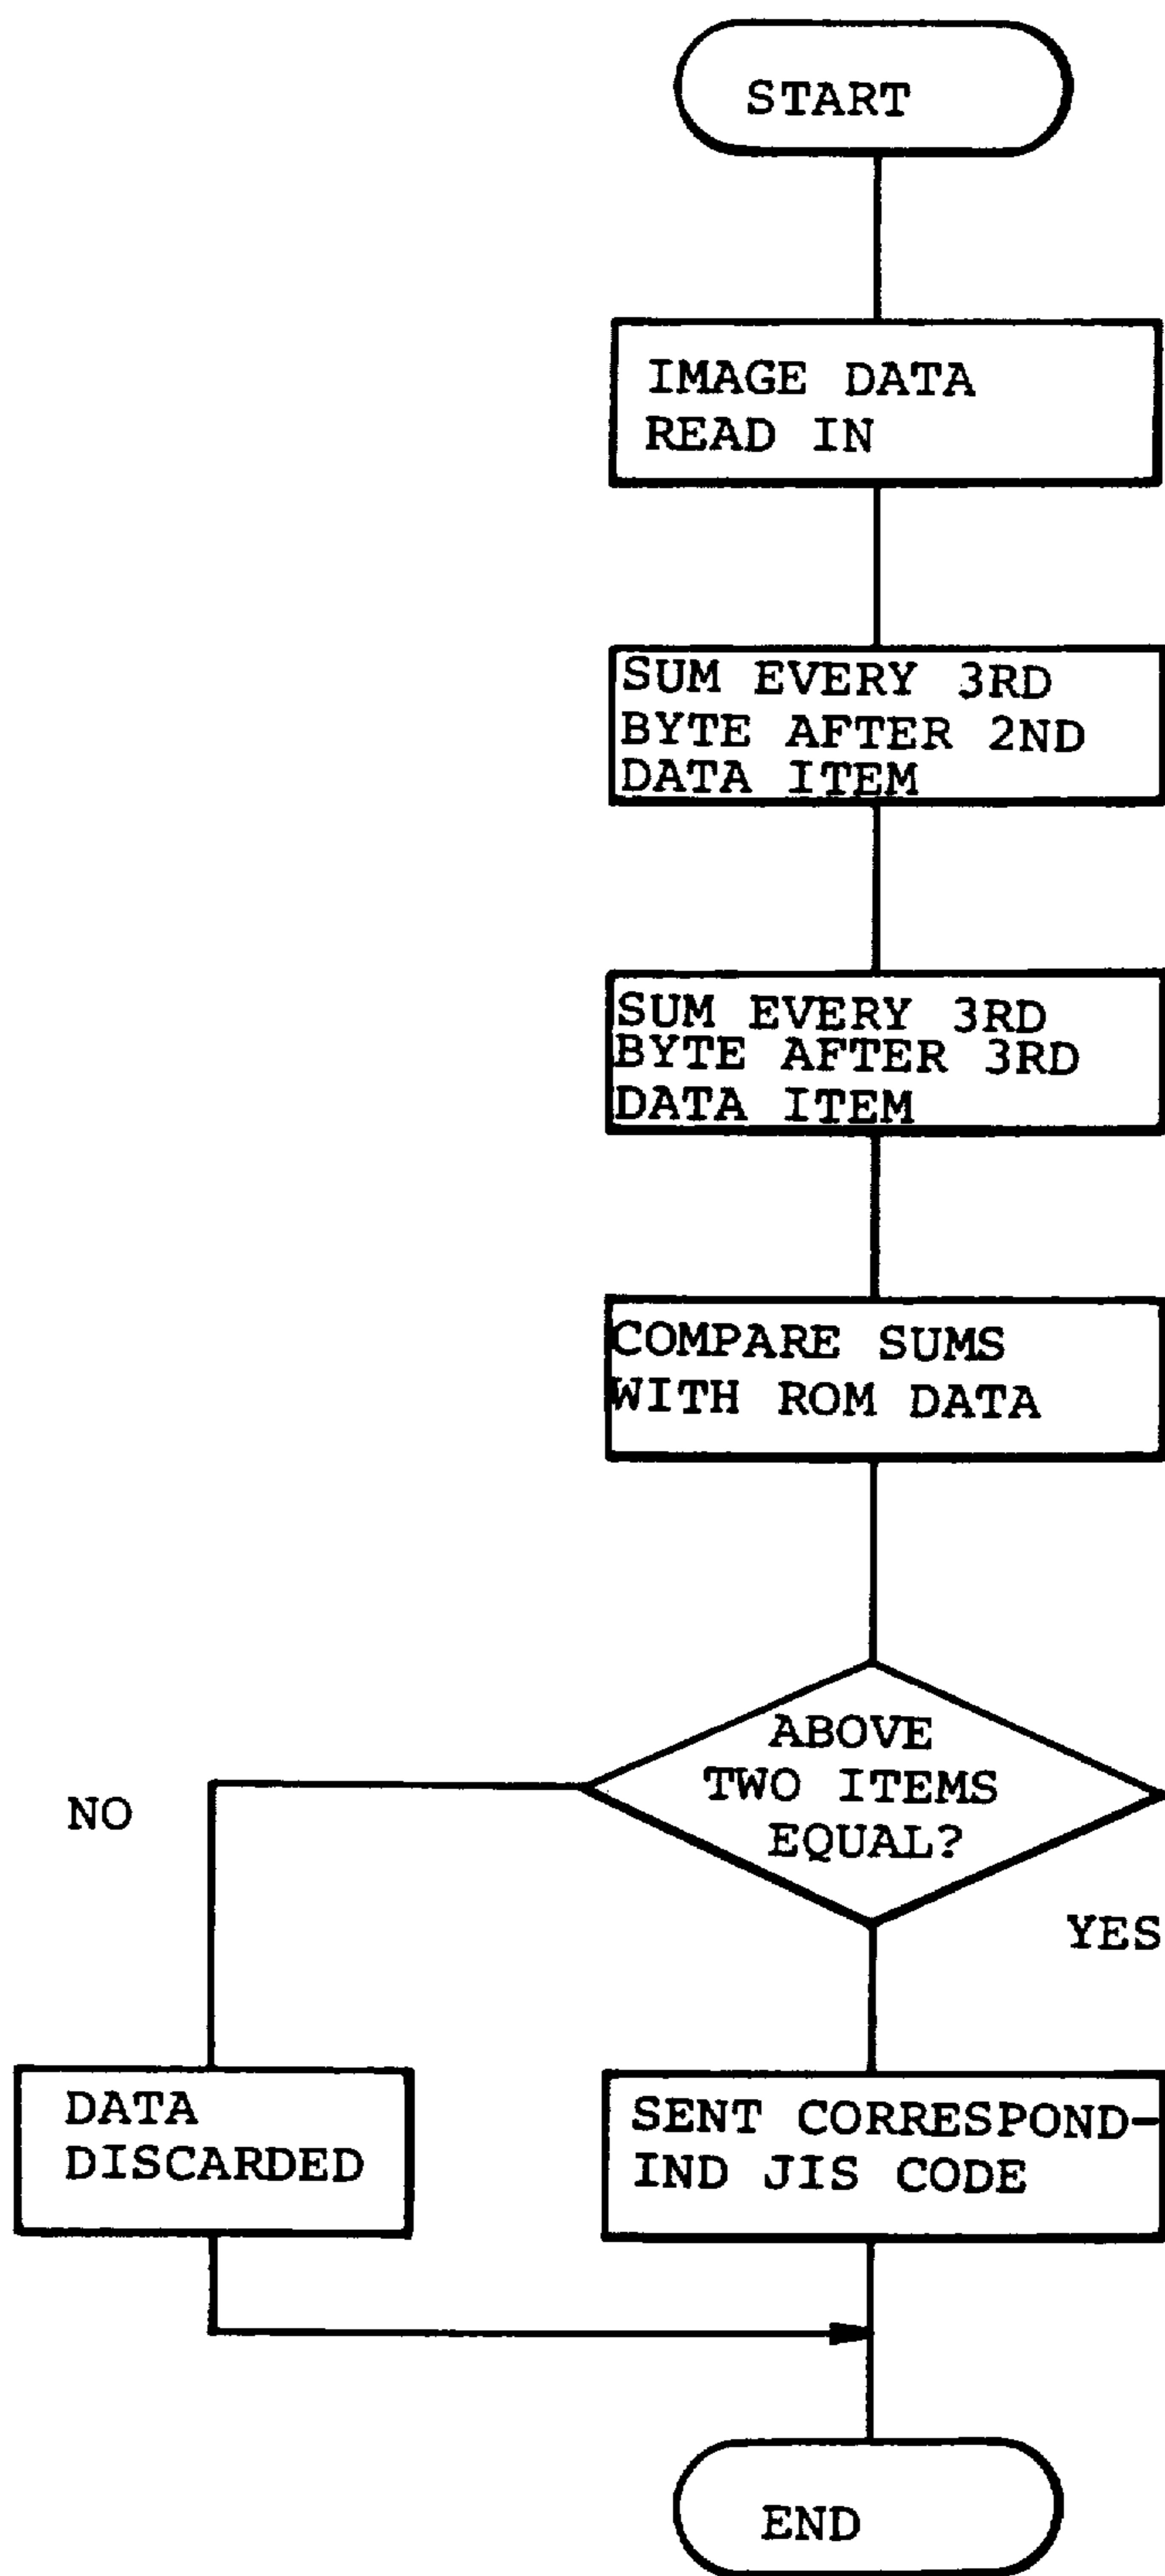 START
IMAGE DATA
READ IN
SUM EVERY 3RD
BYTE AFTER 2ND
DATA ITEM
SUM EVERY 3RD
BYTE AFTER 3RD
DATA ITEM
COMPARE SUMS
WITH ROM DATA
ABOVE
TWO ITEMS
EQUAL?
NO
YES
DATA
DISCARDED
SENT CORRESPOND-
IND JIS CODE
END